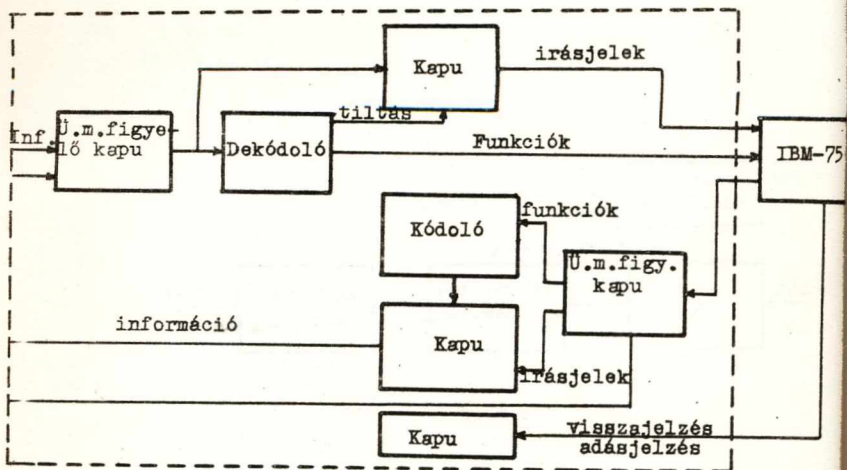 Kapu
irásjelek
tiltás
Inf.
Ü.m.figye-
lő kapu
Dekódoló
Funkciók
IBM-75
funkciók
Kódoló
Ü.m.figy.
kapu
információ
Kapu
irásjelek
Kapu
visszajelzés
adásjelzés